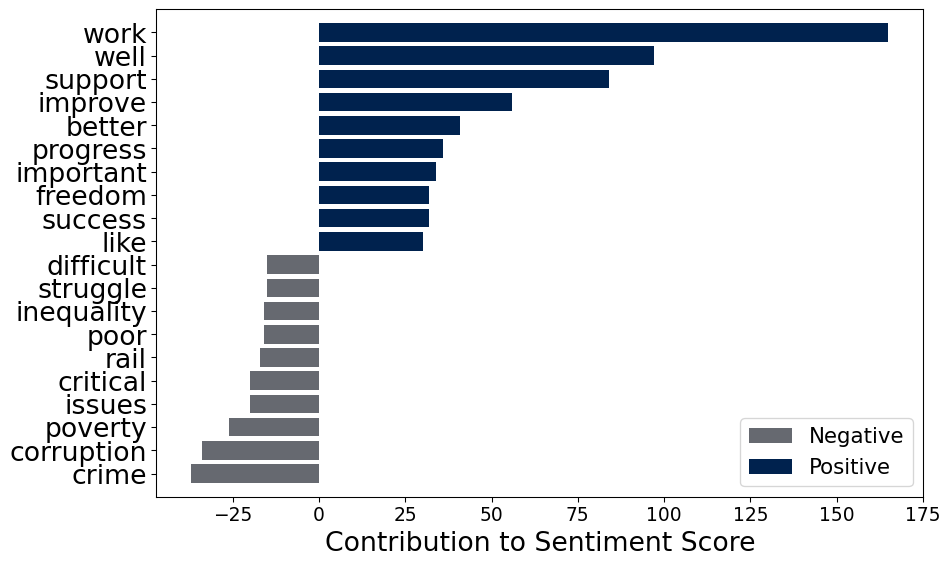 work
well
support
improve
better
progress
important
freedom
success
like
difficult
struggle
inequality
poor
rail
critical
issues
poverty
corruption
crime
Negative
Positive
−25 0 25 50 75 100 125 150 175
Contribution to Sentiment Score